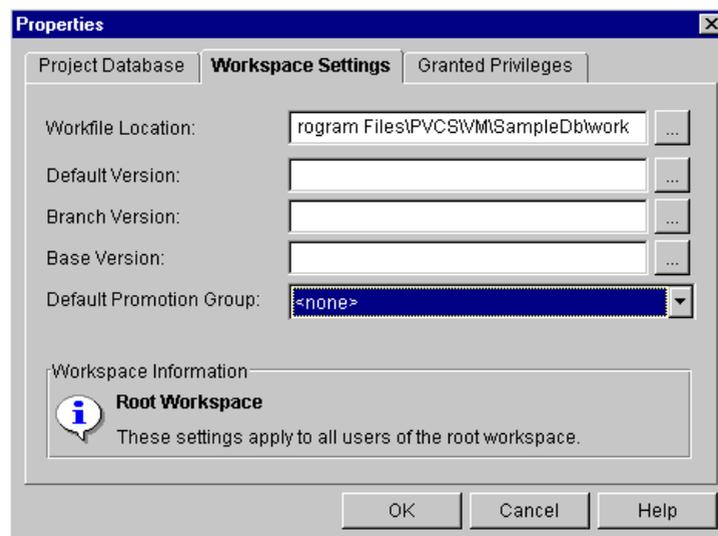 Properties
Project Database Workspace Settings Granted Privileges
Workfile Location: rogram Files\PVCS\VM\SampleDb\work ...
Default Version: ...
Branch Version: ...
Base Version: ...
Default Promotion Group: <none>
Workspace Information
Root Workspace
These settings apply to all users of the root workspace.
OK Cancel Help